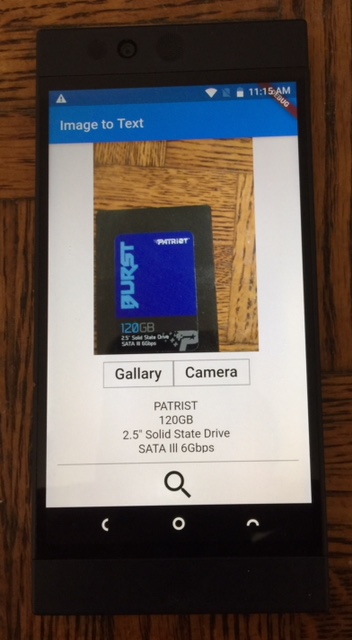 11:15 AM
DEBUG
Image to Text
PATRIOT
BURST
120GB
2.5" Solid State Drive
SATA III 6Gbps
Gallary
Camera
PATRIST
120GB
2.5" Solid State Drive
SATA III 6Gbps